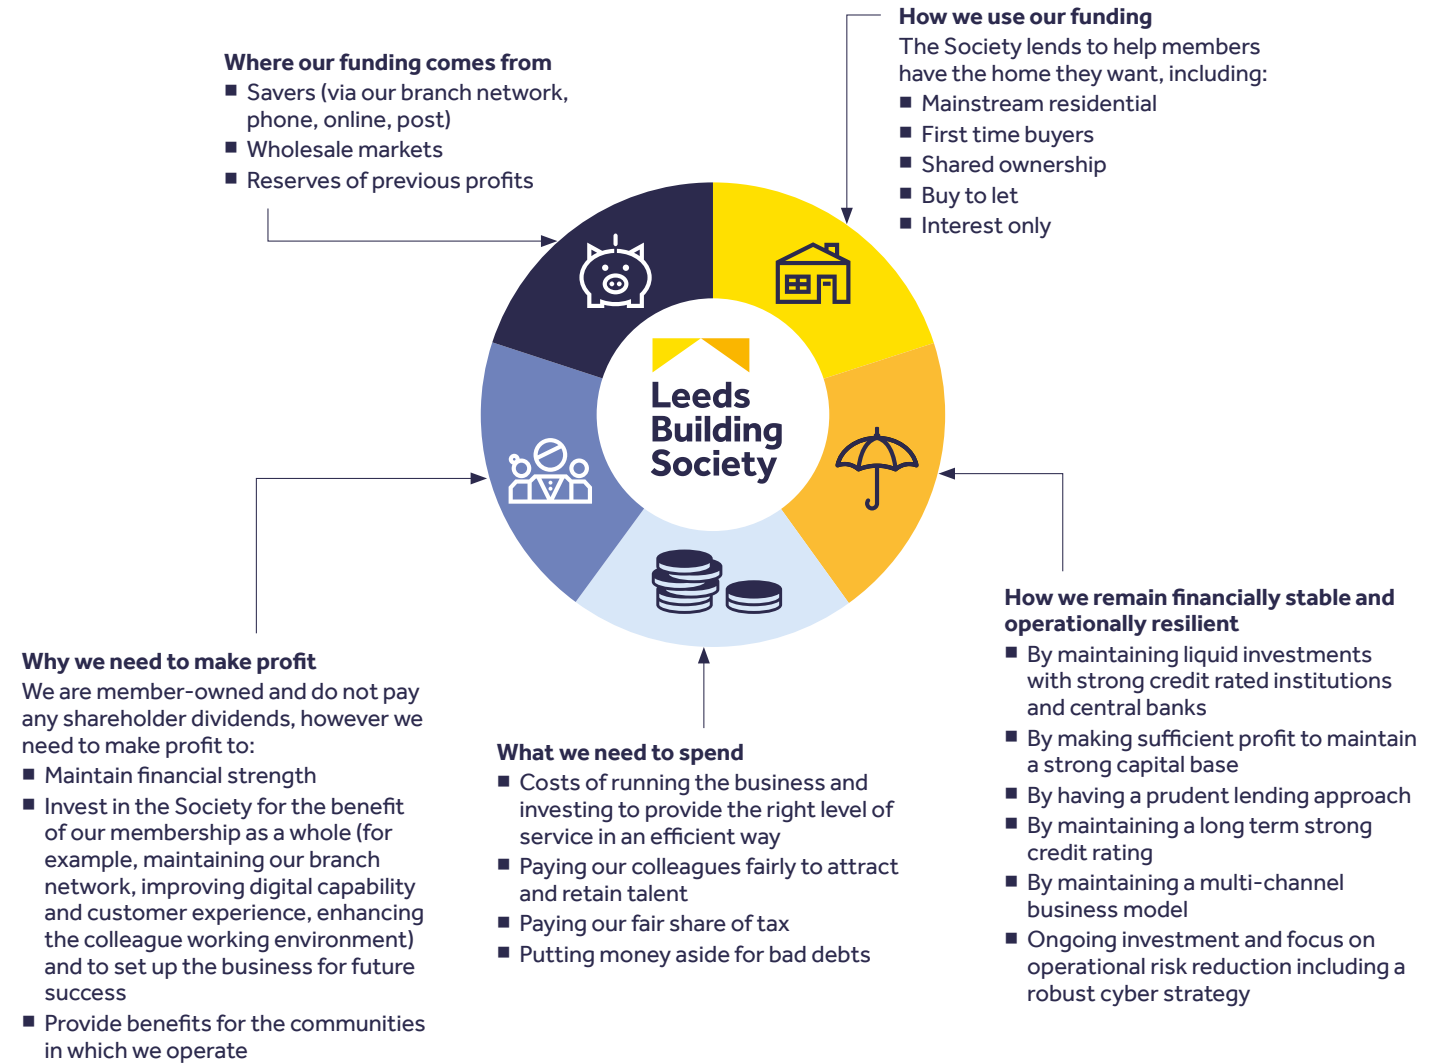 Where our funding comes from
■ Savers (via our branch network,
phone, online, post)
■ Wholesale markets
■ Reserves of previous profits
How we use our funding
The Society lends to help members
have the home they want, including:
■ Mainstream residential
■ First time buyers
■ Shared ownership
■ Buy to let
■ Interest only
Leeds
Building
Society
How we remain financially stable and
operationally resilient
■ By maintaining liquid investments
with strong credit rated institutions
and central banks
■ By making sufficient profit to maintain
a strong capital base
■ By having a prudent lending approach
■ By maintaining a long term strong
credit rating
■ By maintaining a multi-channel
business model
■ Ongoing investment and focus on
operational risk reduction including a
robust cyber strategy
What we need to spend
■ Costs of running the business and
investing to provide the right level of
service in an efficient way
■ Paying our colleagues fairly to attract
and retain talent
■ Paying our fair share of tax
■ Putting money aside for bad debts
Why we need to make profit
We are member-owned and do not pay
any shareholder dividends, however we
need to make profit to:
■ Maintain financial strength
■ Invest in the Society for the benefit
of our membership as a whole (for
example, maintaining our branch
network, improving digital capability
and customer experience, enhancing
the colleague working environment)
and to set up the business for future
success
■ Provide benefits for the communities
in which we operate